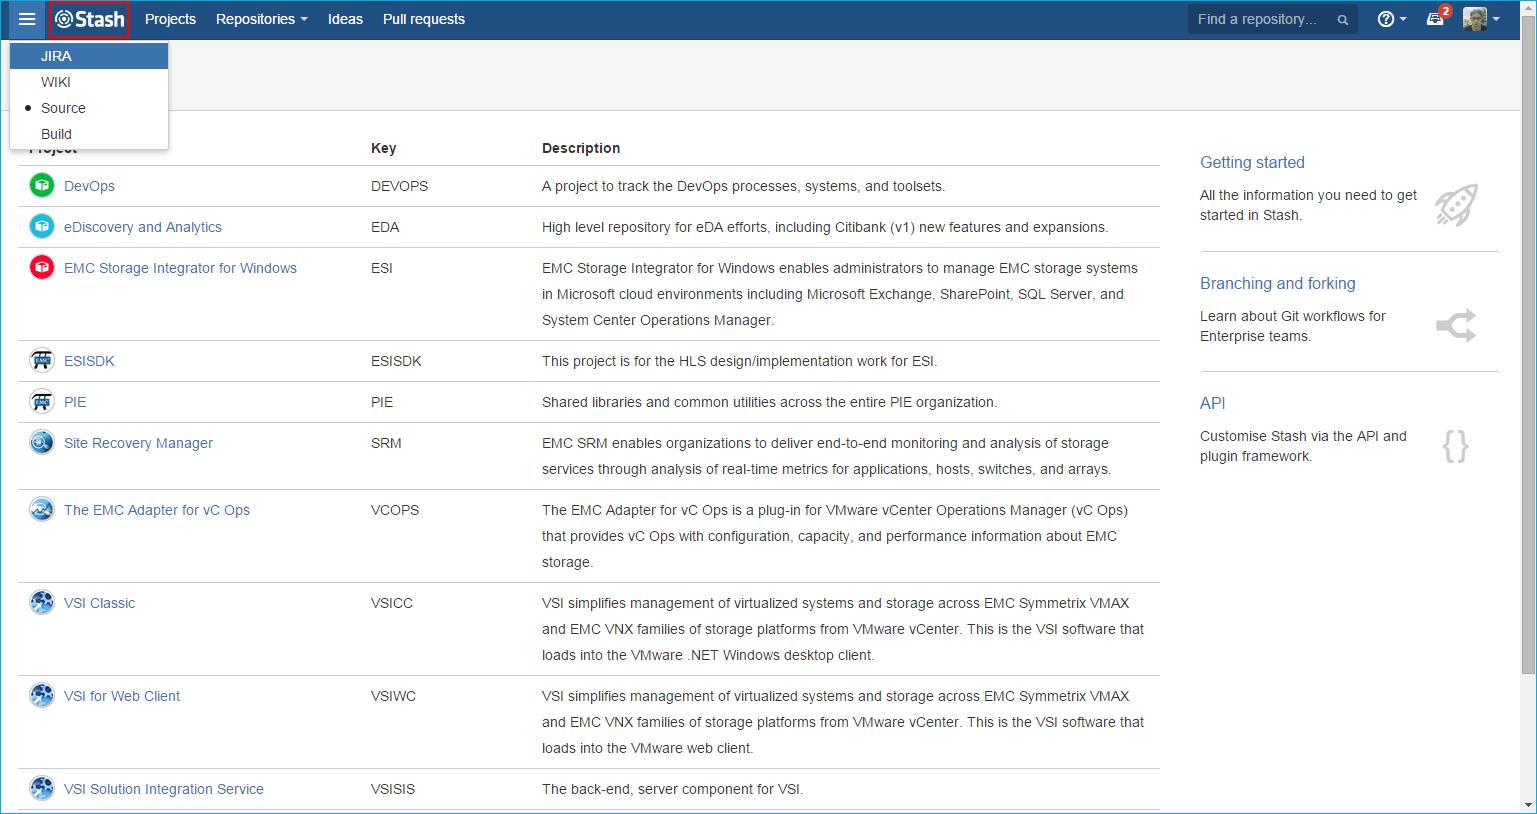 Stash Projects Repositories Ideas Pull requests Find a repository... 2
JIRA
WIKI
Source
Build
Project Key Description
DevOps DEVOPS A project to track the DevOps processes, systems, and toolsets.
eDiscovery and Analytics EDA High level repository for eDA efforts, including Citibank (v1) new features and expansions.
EMC Storage Integrator for Windows ESI EMC Storage Integrator for Windows enables administrators to manage EMC storage systems
in Microsoft cloud environments including Microsoft Exchange, SharePoint, SQL Server, and
System Center Operations Manager.
EMC ESISDK ESISDK This project is for the HLS design/implementation work for ESI.
EMC PIE PIE Shared libraries and common utilities across the entire PIE organization.
Site Recovery Manager SRM EMC SRM enables organizations to deliver end-to-end monitoring and analysis of storage
services through analysis of real-time metrics for applications, hosts, switches, and arrays.
The EMC Adapter for vC Ops VCOPS The EMC Adapter for vC Ops is a plug-in for VMware vCenter Operations Manager (vC Ops)
that provides vC Ops with configuration, capacity, and performance information about EMC
storage.
VSI Classic VSICC VSI simplifies management of virtualized systems and storage across EMC Symmetrix VMAX
and EMC VNX families of storage platforms from VMware vCenter. This is the VSI software that
loads into the VMware .NET Windows desktop client.
VSI for Web Client VSIWC VSI simplifies management of virtualized systems and storage across EMC Symmetrix VMAX
and EMC VNX families of storage platforms from VMware vCenter. This is the VSI software that
loads into the VMware web client.
VSI Solution Integration Service VSISIS The back-end, server component for VSI.
Getting started
All the information you need to get
started in Stash.
Branching and forking
Learn about Git workflows for
Enterprise teams.
API
Customise Stash via the API and
plugin framework.
{}